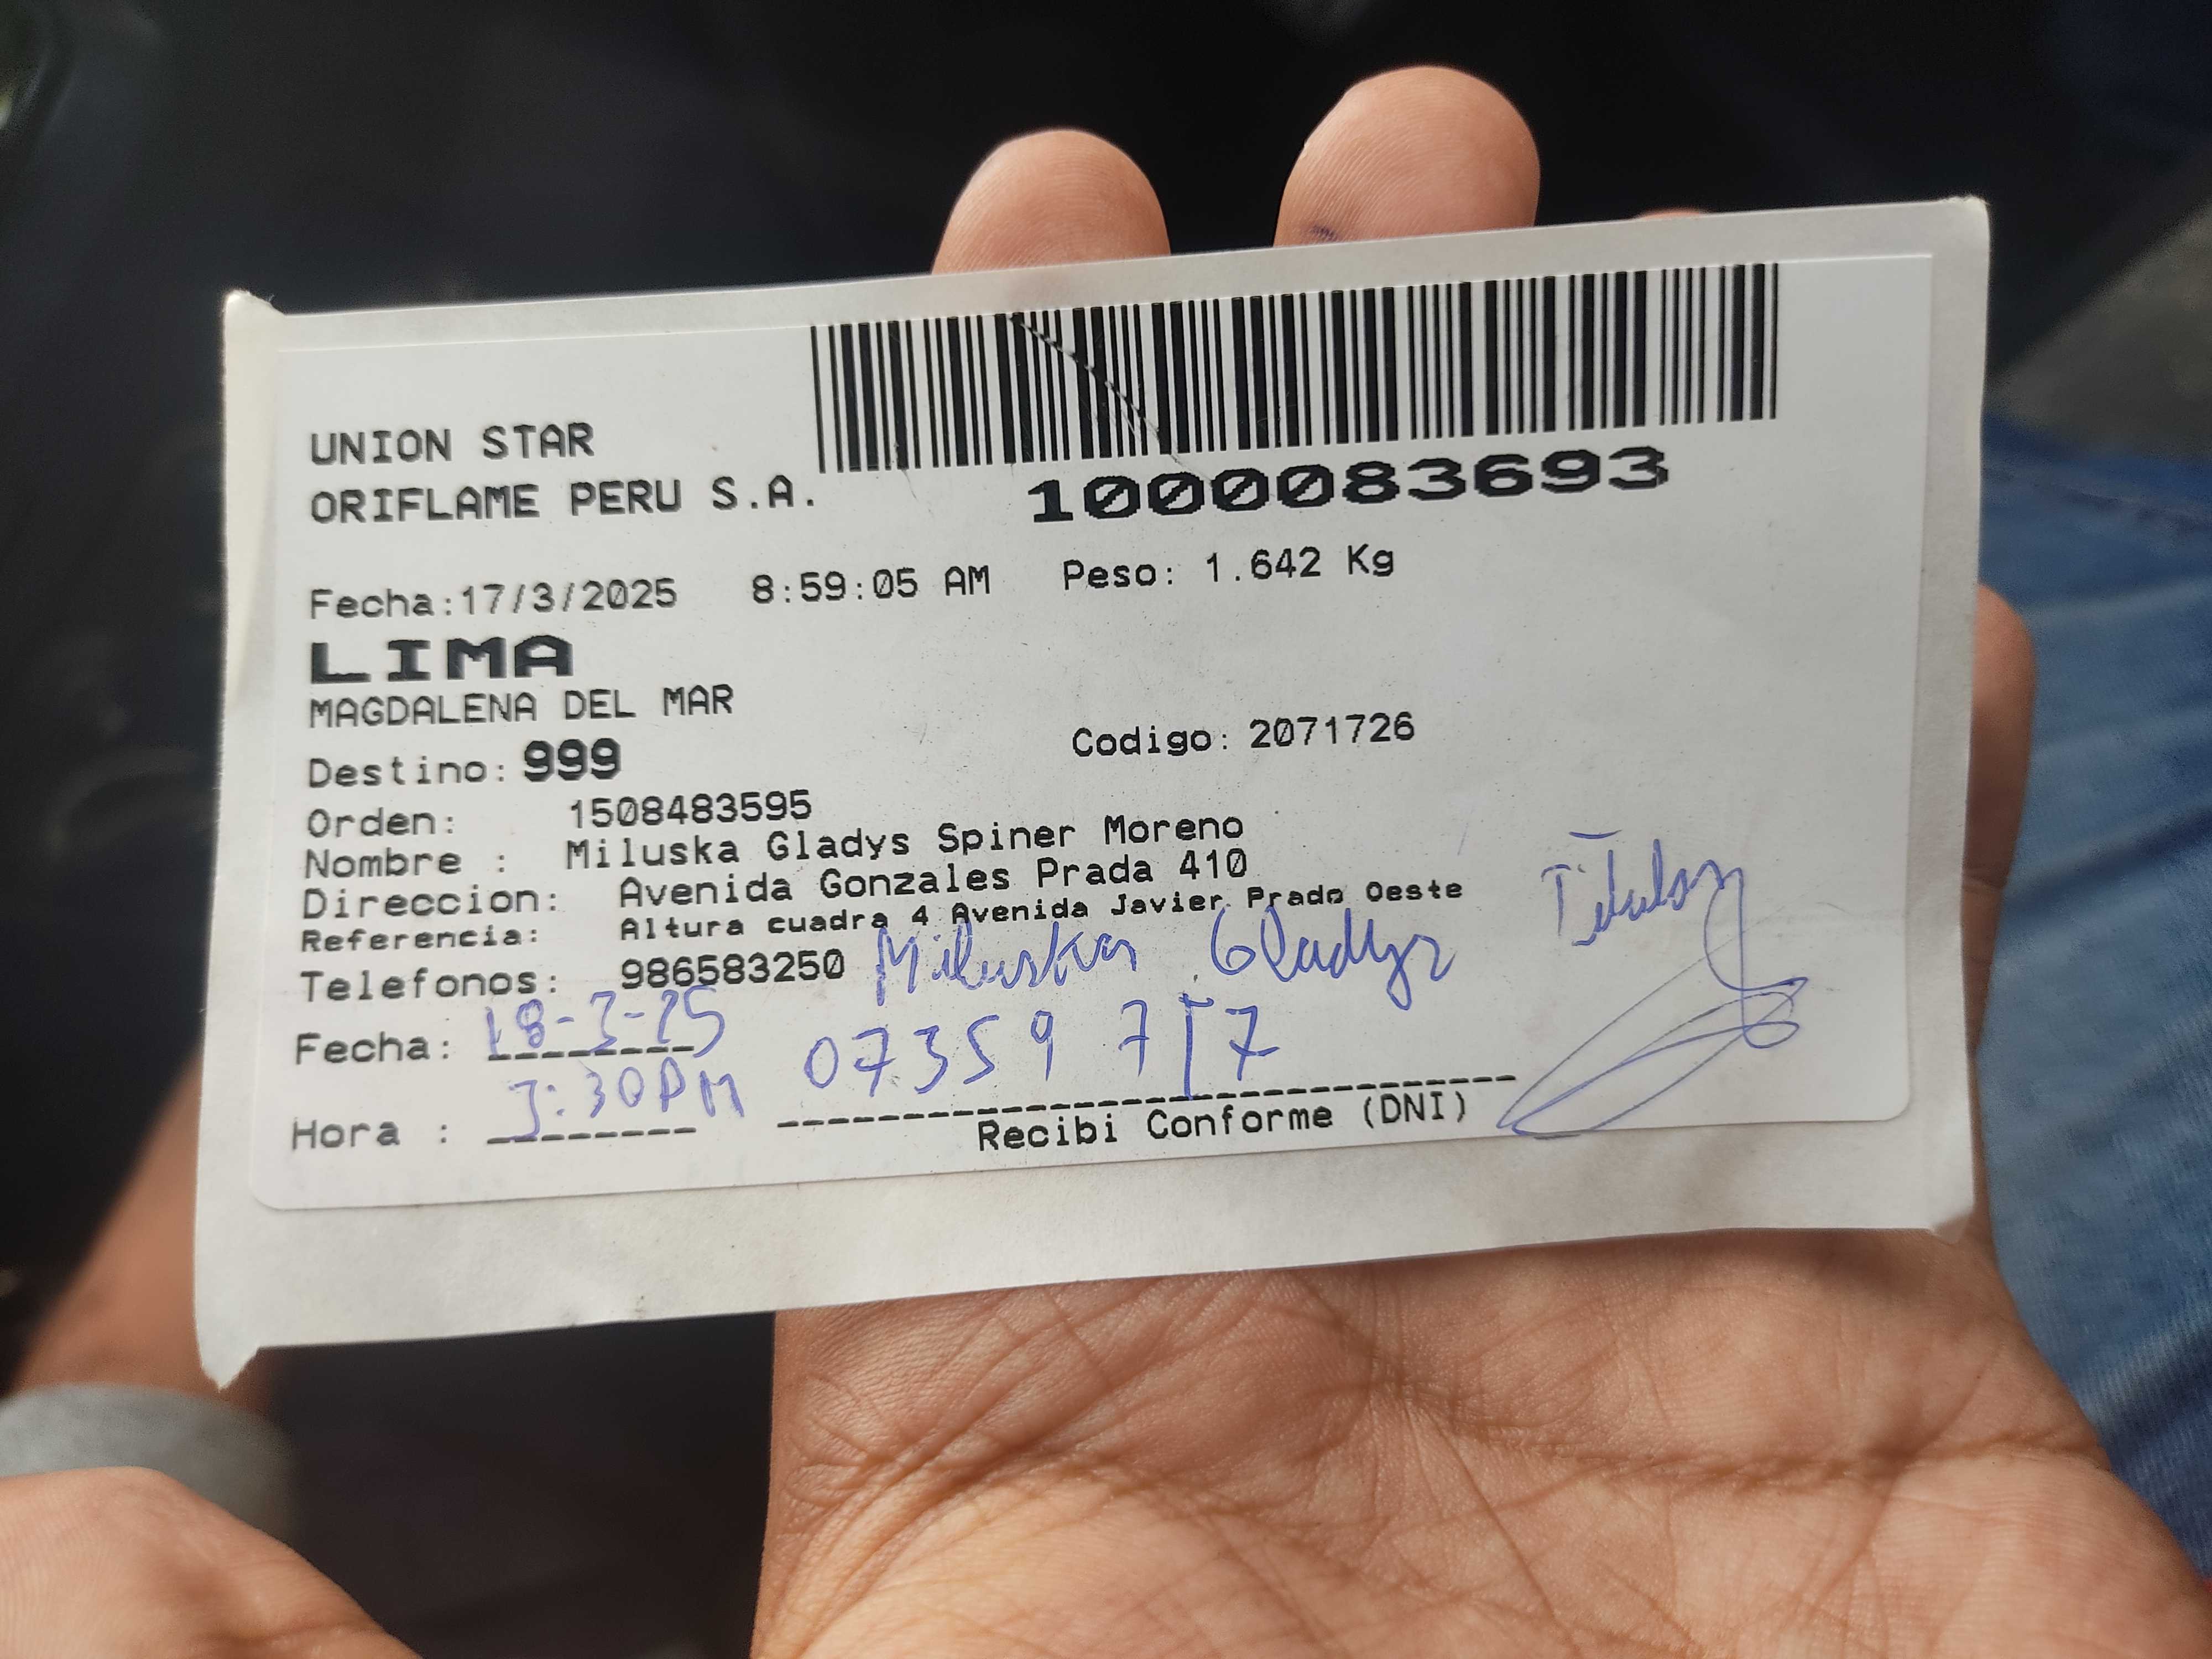 UNION STAR
ORIFLAME PERU S.A.
1000083693
Fecha:17/3/2025 8:59:05 AM Peso: 1.642 Kg
LIMA
MAGDALENA DEL MAR
Destino: 999 Codigo: 2071726
Orden: 1508483595
Nombre : Miluska Gladys Spiner Moreno
Direccion: Avenida Gonzales Prada 410
Referencia: Altura cuadra 4 Avenida Javier Prado Oeste
Titular
Telefonos: 986583250 Miluska Gladys
Fecha: 18-3-25
Hora : 3:30PM
Recibi Conforme (DNI)